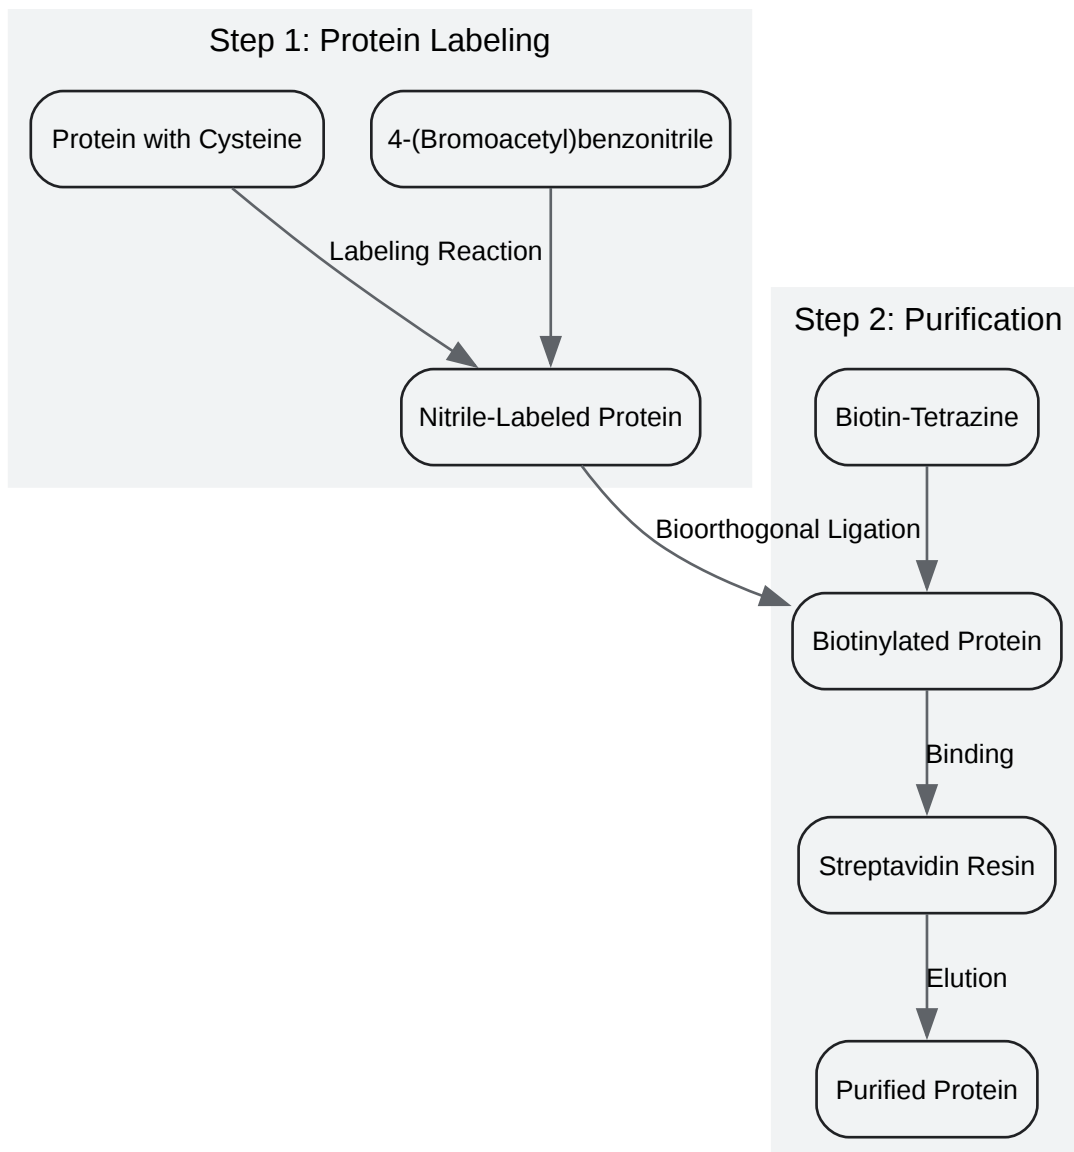 Step 1: Protein Labeling
Protein with Cysteine
4-(Bromoacetyl)benzonitrile
Labeling Reaction
Nitrile-Labeled Protein
Step 2: Purification
Biotin-Tetrazine
Bioorthogonal Ligation
Biotinylated Protein
Binding
Streptavidin Resin
Elution
Purified Protein